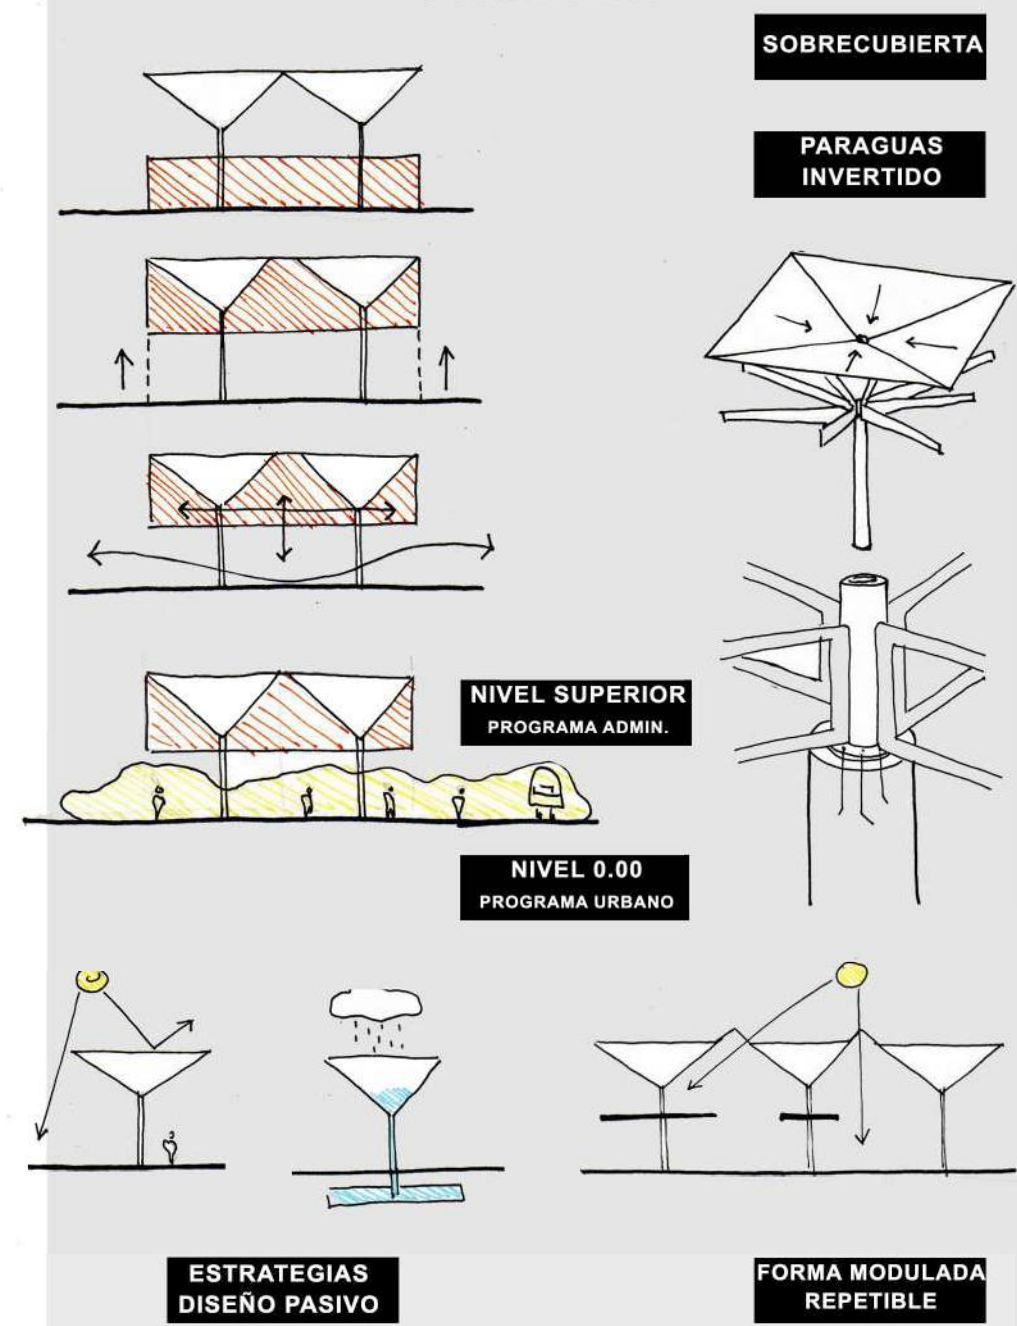 SOBRECUBIERTA
PARAGUAS
INVERTIDO
NIVEL SUPERIOR
PROGRAMA ADMIN.
NIVEL 0.00
PROGRAMA URBANO
ESTRATEGIAS
DISEÑO PASIVO
FORMA MODULADA
REPETIBLE